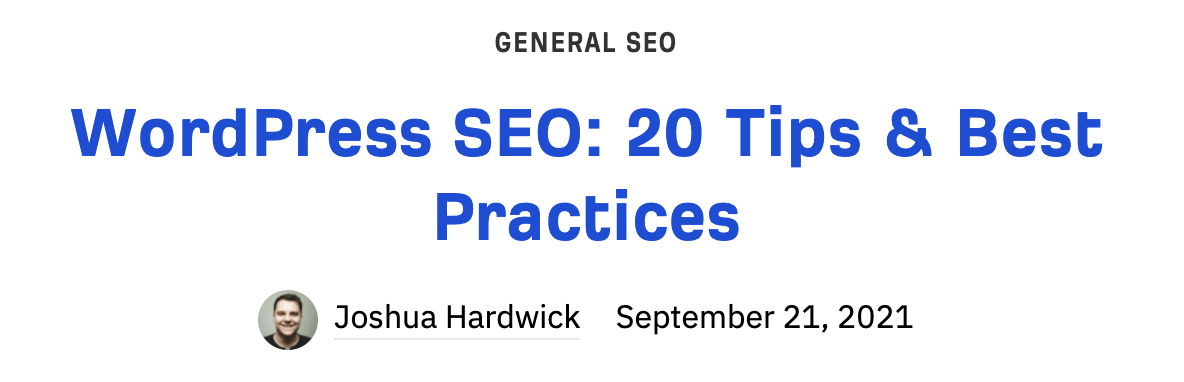 GENERAL SEO
WordPress SEO: 20 Tips & Best
Practices
Joshua Hardwick September 21, 2021